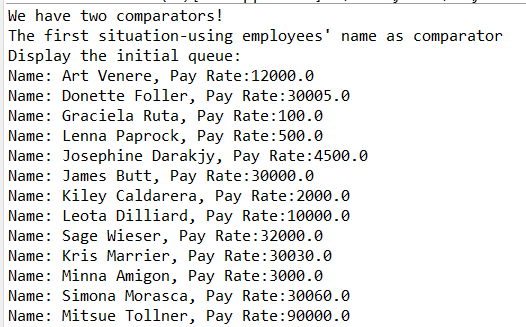 We have two comparators!
The first situation-using employees' name as comparator
Display the initial queue:
Name: Art Venere, Pay Rate:12000.0
Name: Donette Foller, Pay Rate:30005.0
Name: Graciela Ruta, Pay Rate:100.0
Name: Lenna Paprock, Pay Rate:500.0
Name: Josephine Darakjy, Pay Rate:4500.0
Name: James Butt, Pay Rate:30000.0
Name: Kiley Caldarera, Pay Rate:2000.0
Name: Leota Dilliard, Pay Rate:10000.0
Name: Sage Wieser, Pay Rate:32000.0
Name: Kris Marrier, Pay Rate:30030.0
Name: Minna Amigon, Pay Rate:3000.0
Name: Simona Morasca, Pay Rate:30060.0
Name: Mitsue Tollner, Pay Rate:90000.0